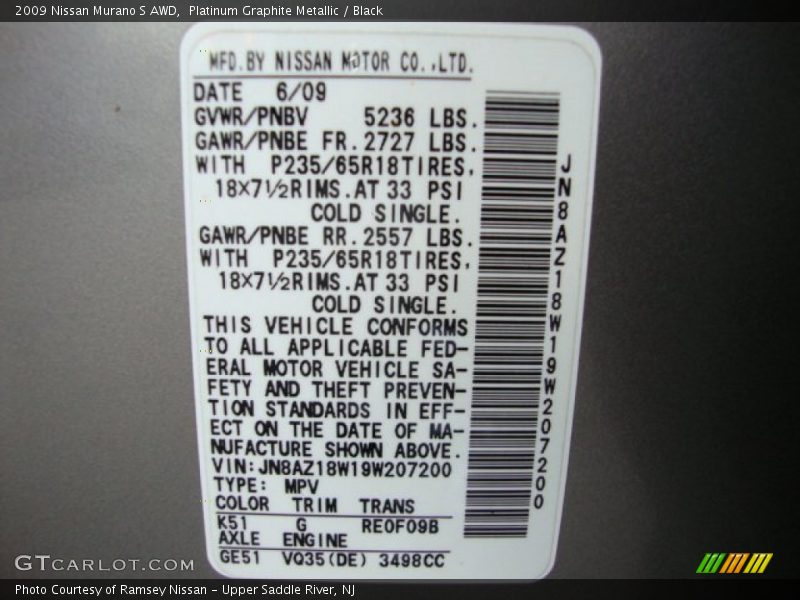 2009 Nissan Murano S AWD, Platinum Graphite Metallic / Black
MFD.BY NISSAN MOTOR CO.,LTD.
DATE 6/09
GVWR/PNBV 5236 LBS.
GAWR/PNBE FR.2727 LBS.
WITH P235/65R18TIRES,
18X7½RIMS.AT 33 PSI
COLD SINGLE.
GAWR/PNBE RR.2557 LBS.
WITH P235/65R18TIRES,
18X7½RIMS.AT 33 PSI
COLD SINGLE.
THIS VEHICLE CONFORMS
TO ALL APPLICABLE FED-
ERAL MOTOR VEHICLE SA-
FETY AND THEFT PREVEN-
TION STANDARDS IN EFF-
ECT ON THE DATE OF MA-
NUFACTURE SHOWN ABOVE.
VIN:JN8AZ18W19W207200
TYPE: MPV
COLOR TRIM TRANS
K51 G RE0F09B
AXLE ENGINE
GE51 VQ35(DE) 3498CC
JN8AZ18W19W207200
GTCARLOT.COM
Photo Courtesy of Ramsey Nissan - Upper Saddle River, NJ